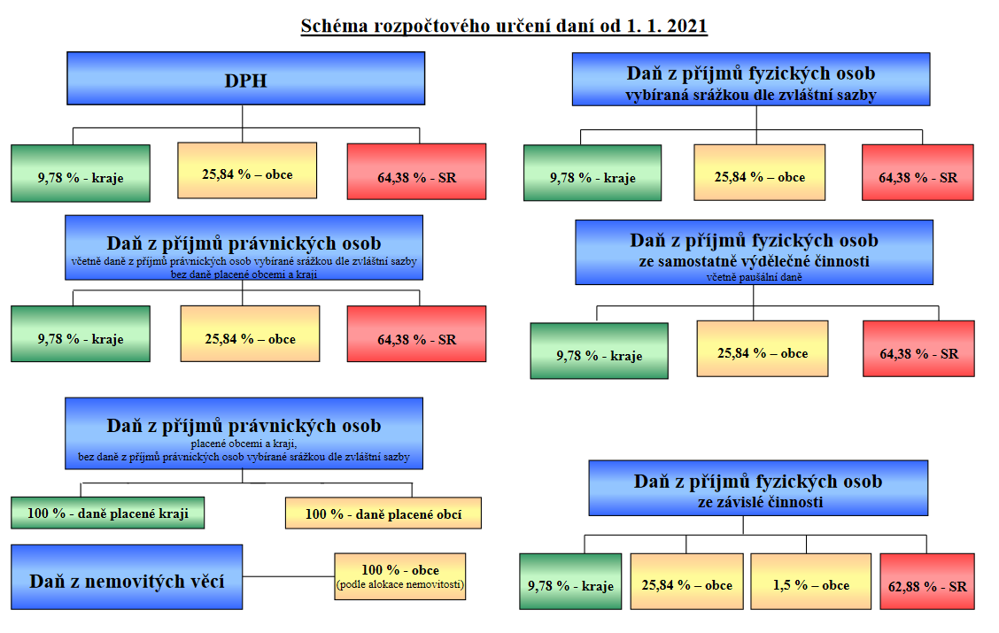 Schéma rozpočtového určení daní od 1. 1. 2021
DPH
9,78 % - kraje
25,84 % – obce
64,38 % - SR
Daň z příjmů fyzických osob
vybíraná srážkou dle zvláštní sazby
9,78 % - kraje
25,84 % – obce
64,38 % - SR
Daň z příjmů právnických osob
včetně daně z příjmů právnických osob vybírané srážkou dle zvláštní sazby
bez daně placené obcemi a kraji
9,78 % - kraje
25,84 % – obce
64,38 % - SR
Daň z příjmů fyzických osob
ze samostatně výdělečné činnosti
včetně paušální daně
9,78 % - kraje
25,84 % – obce
64,38 % - SR
Daň z příjmů právnických osob
placené obcemi a kraji,
bez daně z příjmů právnických osob vybírané srážkou dle zvláštní sazby
100 % - daně placené kraji
100 % - daně placené obcí
Daň z nemovitých věcí
100 % - obce
(podle alokace nemovitosti)
Daň z příjmů fyzických osob
ze závislé činnosti
9,78 % - kraje
25,84 % – obce
1,5 % – obce
62,88 % - SR